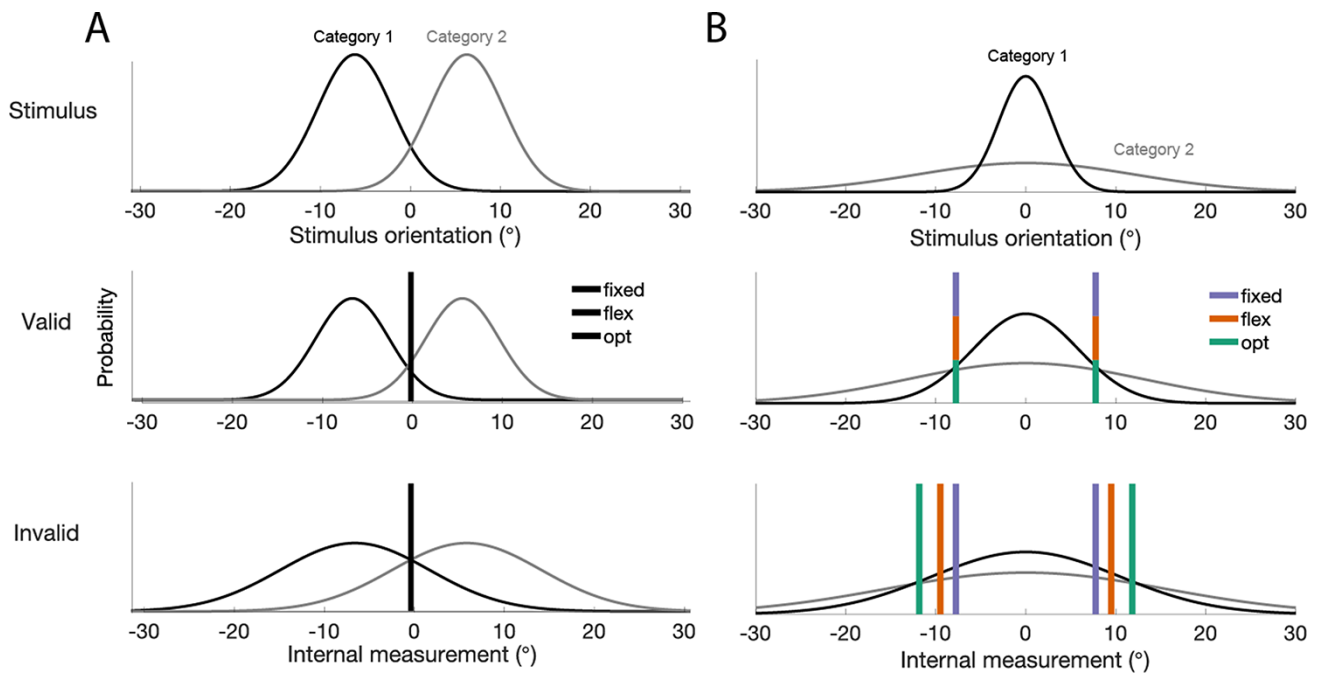 A
Category 1 Category 2
Stimulus
-30 -20 -10 0 10 20 30
Stimulus orientation (°)
Valid
Probability
fixed
flex
opt
-30 -20 -10 0 10 20 30
Invalid
-30 -20 -10 0 10 20 30
Internal measurement (°)
B
Category 1
Category 2
-30 -20 -10 0 10 20 30
Stimulus orientation (°)
fixed
flex
opt
-30 -20 -10 0 10 20 30
-30 -20 -10 0 10 20 30
Internal measurement (°)